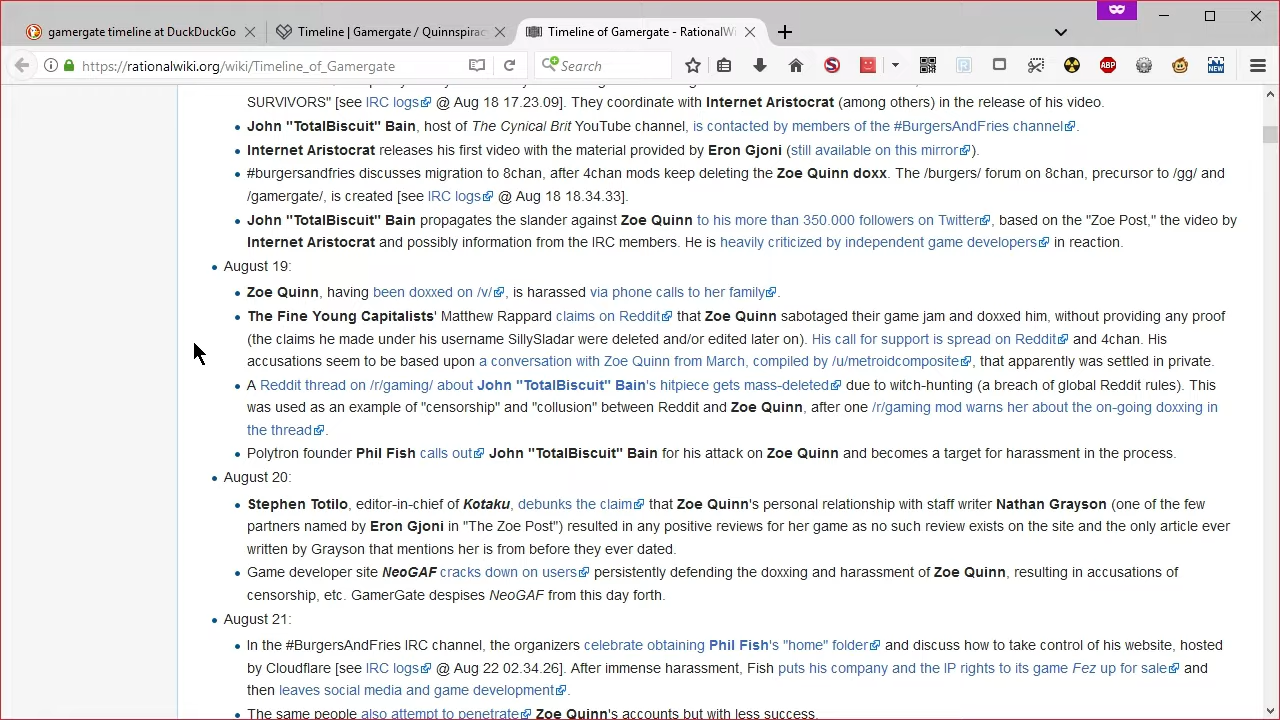 gamergate timeline at DuckDuckGo
Timeline | Gamergate / Quinnspirac
Timeline of Gamergate - RationalWi
https://rationalwiki.org/wiki/Timeline_of_Gamergate
Search
ABP
NEW
SURVIVORS" [see IRC logs @ Aug 18 17.23.09]. They coordinate with Internet Aristocrat (among others) in the release of his video.
John "TotalBiscuit" Bain, host of The Cynical Brit YouTube channel, is contacted by members of the #BurgersAndFries channel.
Internet Aristocrat releases his first video with the material provided by Eron Gjoni (still available on this mirror).
#burgersandfries discusses migration to 8chan, after 4chan mods keep deleting the Zoe Quinn doxx. The /burgers/ forum on 8chan, precursor to /gg/ and
/gamergate/, is created [see IRC logs @ Aug 18 18.34.33].
John "TotalBiscuit" Bain propagates the slander against Zoe Quinn to his more than 350.000 followers on Twitter, based on the "Zoe Post," the video by
Internet Aristocrat and possibly information from the IRC members. He is heavily criticized by independent game developers in reaction.
August 19:
Zoe Quinn, having been doxxed on /v/, is harassed via phone calls to her family.
The Fine Young Capitalists' Matthew Rappard claims on Reddit that Zoe Quinn sabotaged their game jam and doxxed him, without providing any proof
(the claims he made under his username SillySladar were deleted and/or edited later on). His call for support is spread on Reddit and 4chan. His
accusations seem to be based upon a conversation with Zoe Quinn from March, compiled by /u/metroidcomposite, that apparently was settled in private.
A Reddit thread on /r/gaming/ about John "TotalBiscuit" Bain's hitpiece gets mass-deleted due to witch-hunting (a breach of global Reddit rules). This
was used as an example of "censorship" and "collusion" between Reddit and Zoe Quinn, after one /r/gaming mod warns her about the on-going doxxing in
the thread.
Polytron founder Phil Fish calls out John "TotalBiscuit" Bain for his attack on Zoe Quinn and becomes a target for harassment in the process.
August 20:
Stephen Totilo, editor-in-chief of Kotaku, debunks the claim that Zoe Quinn's personal relationship with staff writer Nathan Grayson (one of the few
partners named by Eron Gjoni in "The Zoe Post") resulted in any positive reviews for her game as no such review exists on the site and the only article ever
written by Grayson that mentions her is from before they ever dated.
Game developer site NeoGAF cracks down on users persistently defending the doxxing and harassment of Zoe Quinn, resulting in accusations of
censorship, etc. GamerGate despises NeoGAF from this day forth.
August 21:
In the #BurgersAndFries IRC channel, the organizers celebrate obtaining Phil Fish's "home" folder and discuss how to take control of his website, hosted
by Cloudflare [see IRC logs @ Aug 22 02.34.26]. After immense harassment, Fish puts his company and the IP rights to its game Fez up for sale and
then leaves social media and game development.
The same people also attempt to penetrate Zoe Quinn's accounts but with less success.